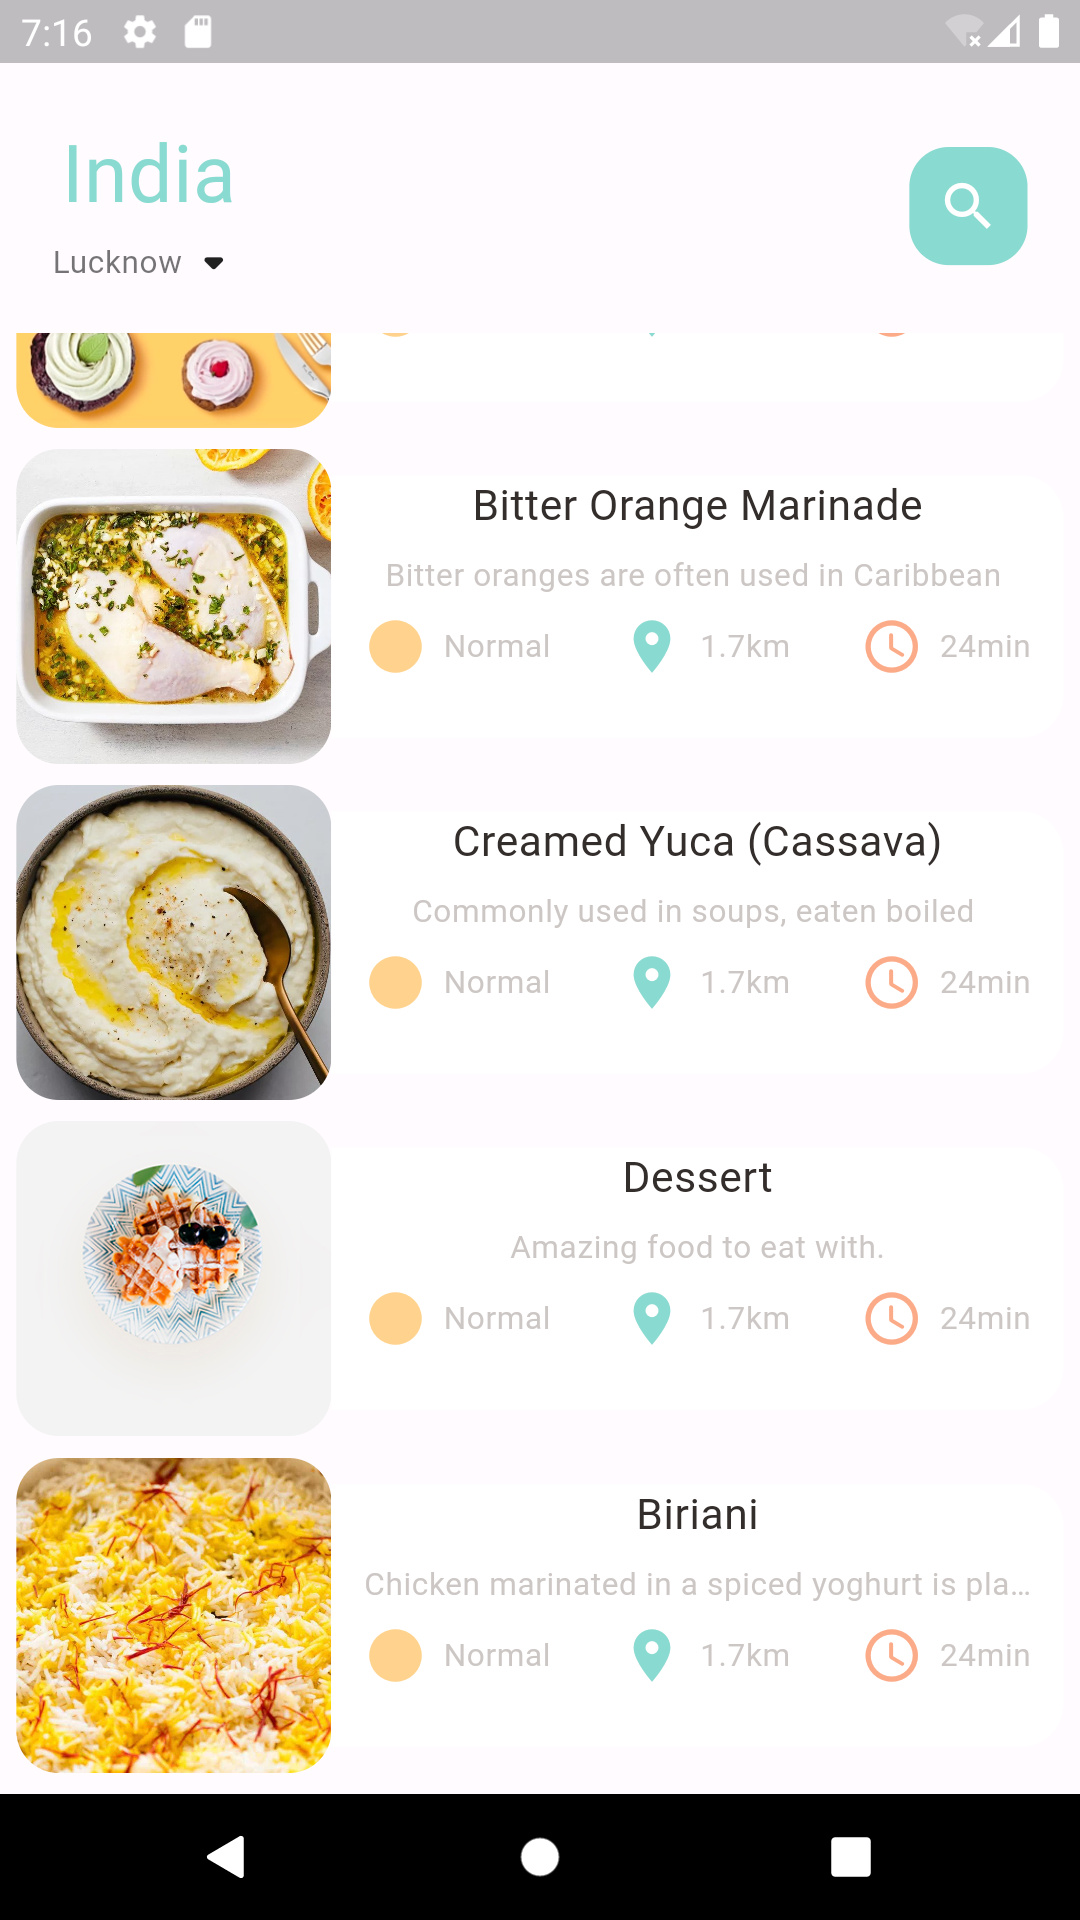 7:16
India
Lucknow
Bitter Orange Marinade
Bitter oranges are often used in Caribbean
Normal 1.7km 24min
Creamed Yuca (Cassava)
Commonly used in soups, eaten boiled
Normal 1.7km 24min
Dessert
Amazing food to eat with.
Normal 1.7km 24min
Biriani
Chicken marinated in a spiced yoghurt is pla...
Normal 1.7km 24min